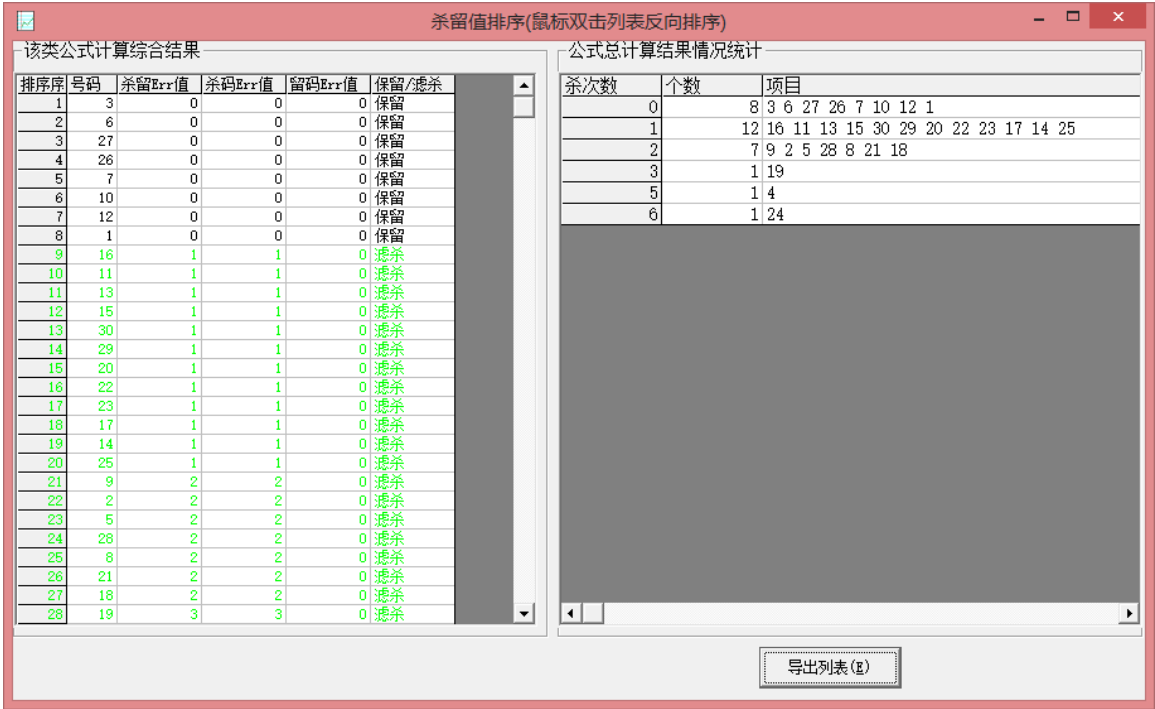 杀留值排序(鼠标双击列表反向排序)
该类公式计算综合结果
排序序 号码 杀留Err值 杀码Err值 留码Err值 保留/滤杀
1 3 0 0 0 保留
2 6 0 0 0 保留
3 27 0 0 0 保留
4 26 0 0 0 保留
5 7 0 0 0 保留
6 10 0 0 0 保留
7 12 0 0 0 保留
8 1 0 0 0 保留
9 16 1 1 0 滤杀
10 11 1 1 0 滤杀
11 13 1 1 0 滤杀
12 15 1 1 0 滤杀
13 30 1 1 0 滤杀
14 29 1 1 0 滤杀
15 20 1 1 0 滤杀
16 22 1 1 0 滤杀
17 23 1 1 0 滤杀
18 17 1 1 0 滤杀
19 14 1 1 0 滤杀
20 25 1 1 0 滤杀
21 9 2 2 0 滤杀
22 2 2 2 0 滤杀
23 5 2 2 0 滤杀
24 28 2 2 0 滤杀
25 8 2 2 0 滤杀
26 21 2 2 0 滤杀
27 18 2 2 0 滤杀
28 19 3 3 0 滤杀
公式总计算结果情况统计
杀次数 个数 项目
0 8 3 6 27 26 7 10 12 1
1 12 16 11 13 15 30 29 20 22 23 17 14 25
2 7 9 2 5 28 8 21 18
3 1 19
5 1 4
6 1 24
导出列表(E)